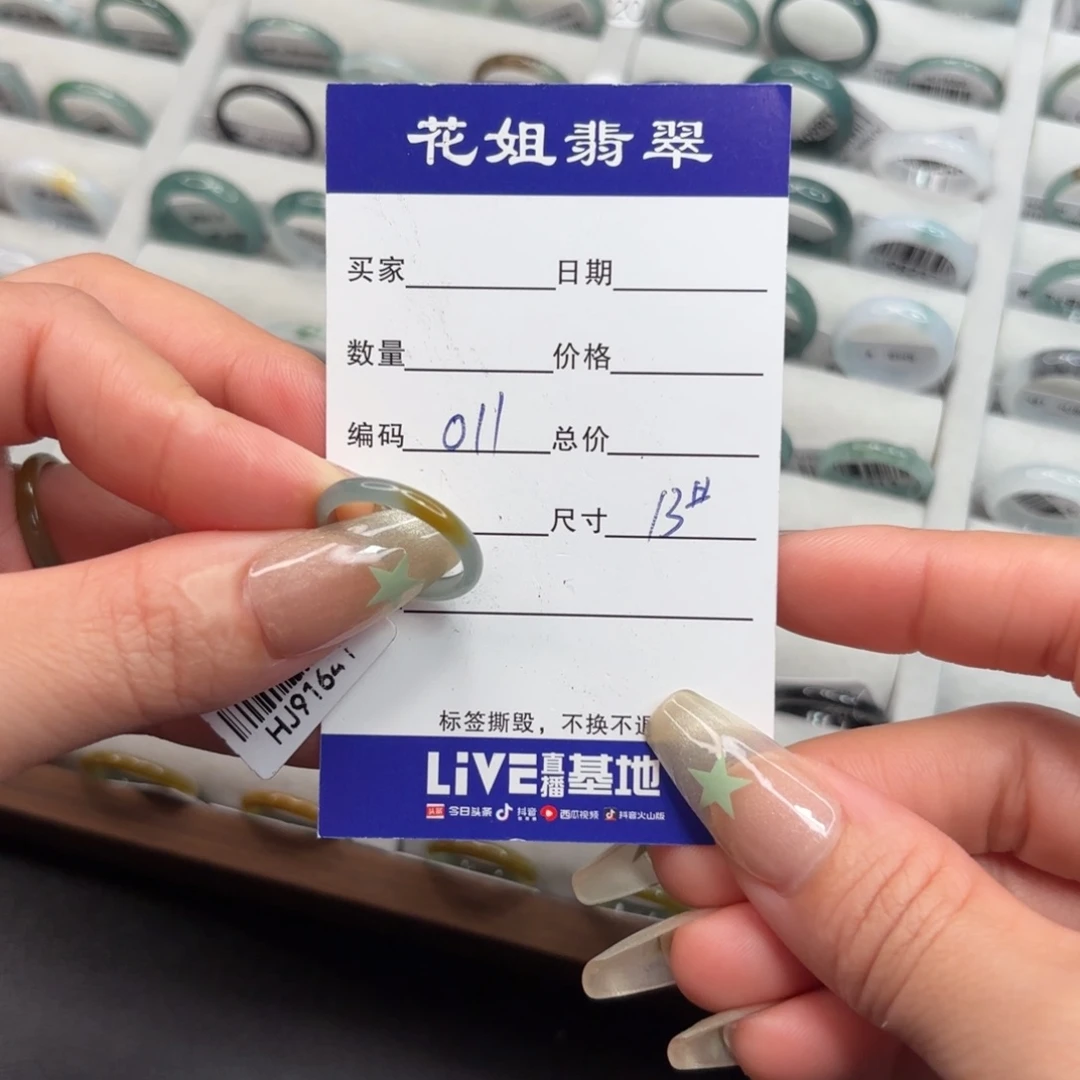 花姐翡翠
买家 日期
数量 价格
编码 011 总价
尺寸 13#
标签撕毁，不换不退
LiVE直播基地
头条 今日头条 抖音 西瓜视频 抖音火山版